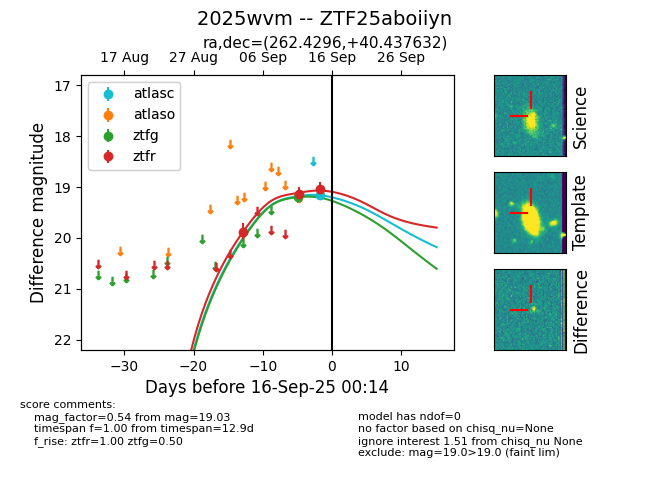 2025wvm -- ZTF25aboiiyn
ra,dec=(262.4296,+40.437632)
17 Aug 27 Aug 06 Sep 16 Sep 26 Sep
17
18
19
20
21
22
Difference magnitude
atlasc
atlaso
ztfg
ztfr
−30 −20 −10 0 10
Days before 16-Sep-25 00:14
Science
Template
Difference
score comments:
mag_factor=0.54 from mag=19.03
timespan f=1.00 from timespan=12.9d
f_rise: ztfr=1.00 ztfg=0.50
model has ndof=0
no factor based on chisq_nu=None
ignore interest 1.51 from chisq_nu None
exclude: mag=19.0>19.0 (faint lim)